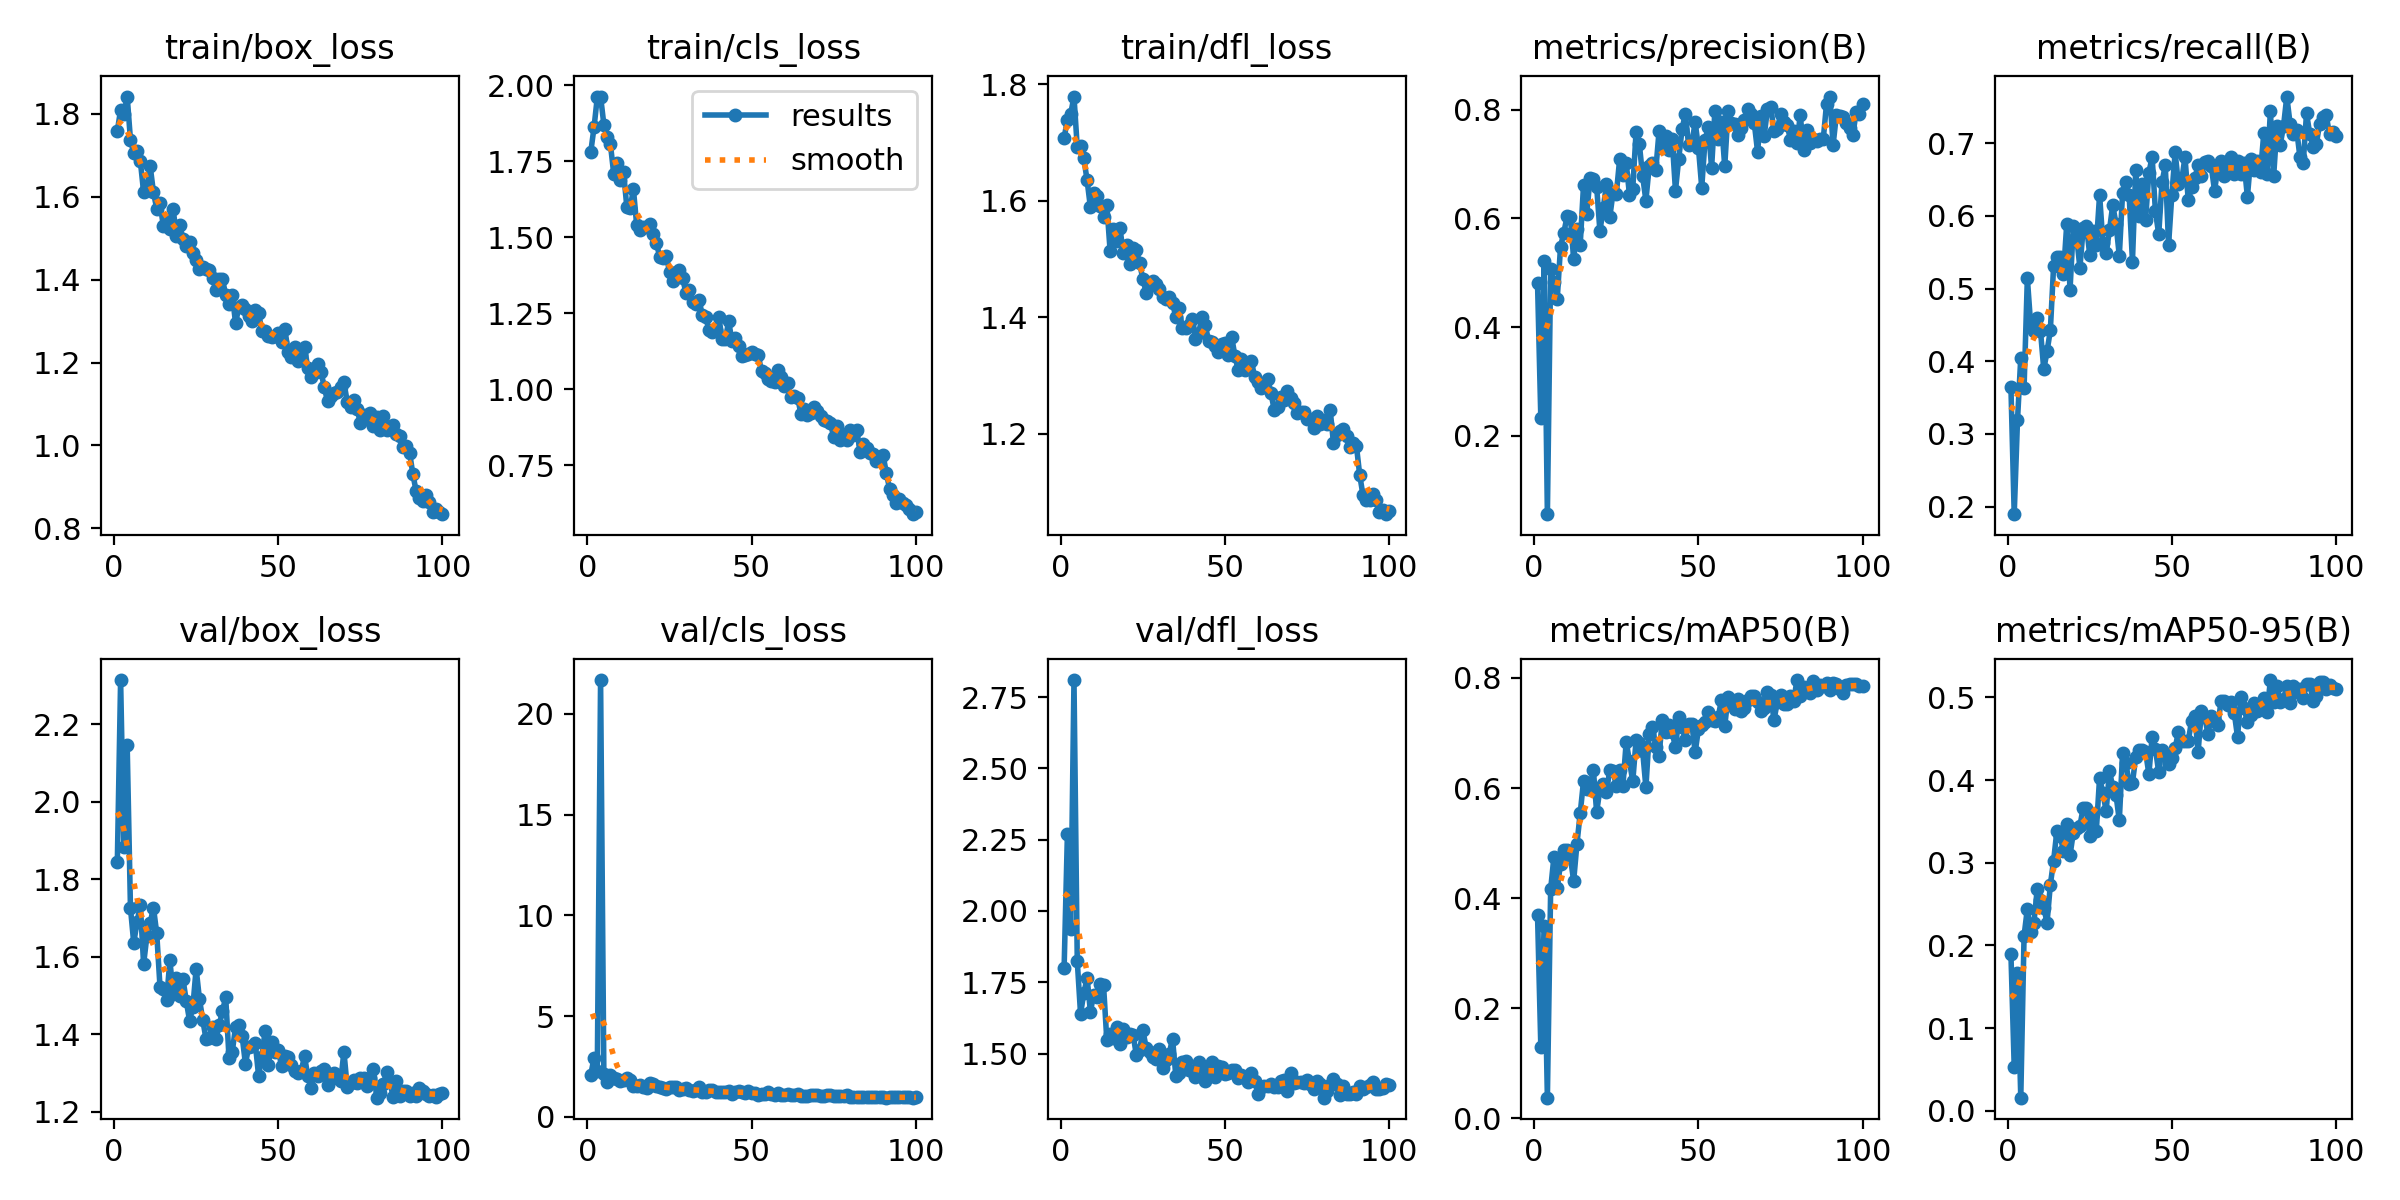 train/box_loss
1.8
1.6
1.4
1.2
1.0
0.8
0 50 100
train/cls_loss
results
smooth
2.00
1.75
1.50
1.25
1.00
0.75
0 50 100
train/dfl_loss
1.8
1.6
1.4
1.2
0 50 100
metrics/precision(B)
0.8
0.6
0.4
0.2
0 50 100
metrics/recall(B)
0.7
0.6
0.5
0.4
0.3
0.2
0 50 100
val/box_loss
2.2
2.0
1.8
1.6
1.4
1.2
0 50 100
val/cls_loss
20
15
10
5
0
0 50 100
val/dfl_loss
2.75
2.50
2.25
2.00
1.75
1.50
0 50 100
metrics/mAP50(B)
0.8
0.6
0.4
0.2
0.0
0 50 100
metrics/mAP50-95(B)
0.5
0.4
0.3
0.2
0.1
0.0
0 50 100